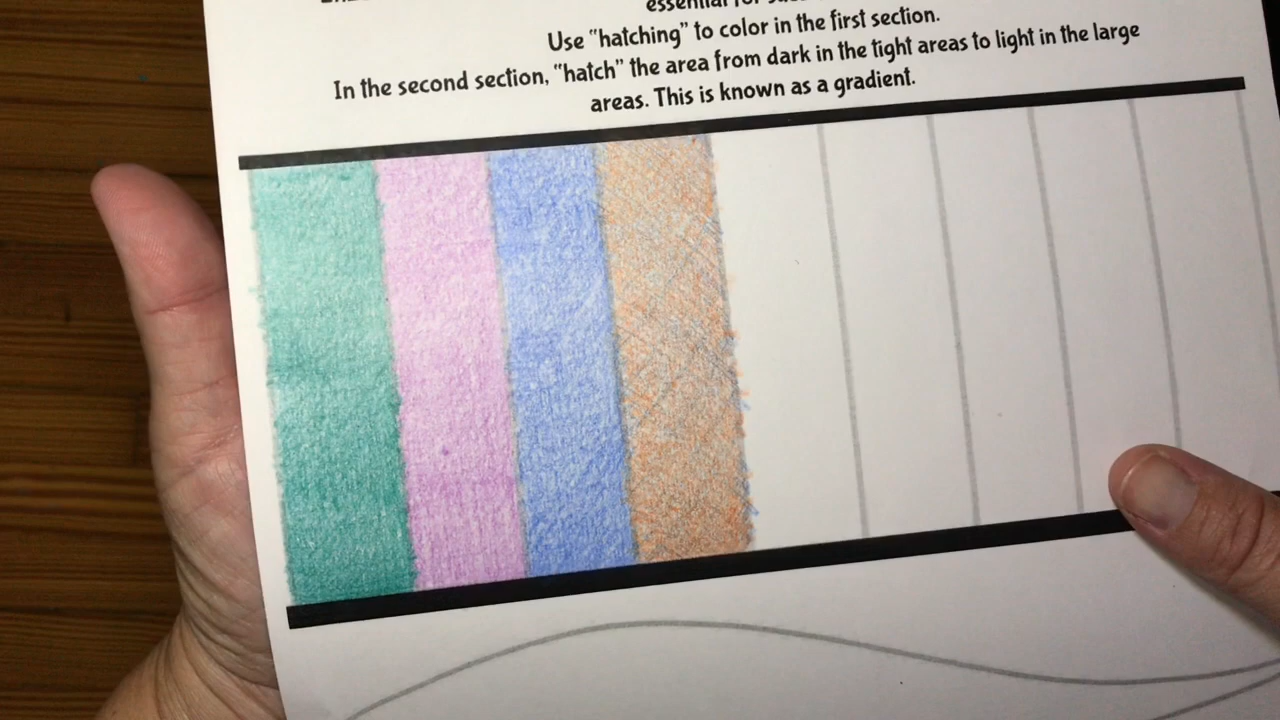 essential for
Use “hatching” to color in the first section.
In the second section, “hatch” the area from dark in the tight areas to light in the large
areas. This is known as a gradient.